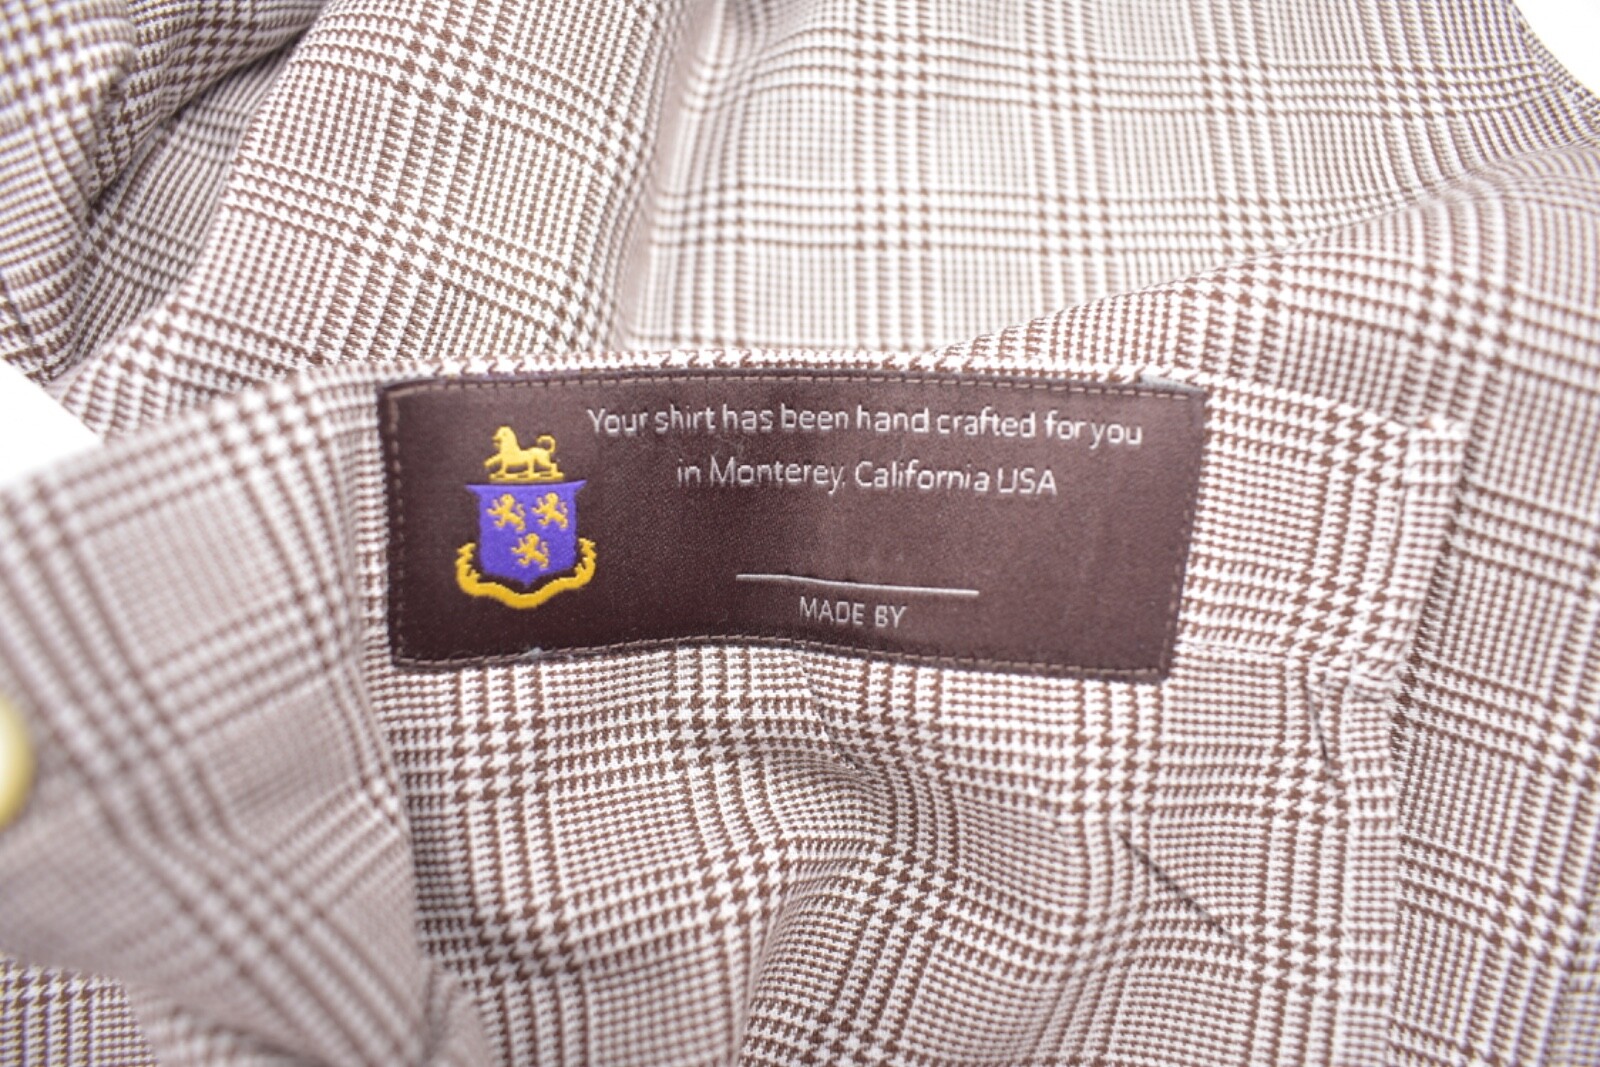 Your shirt has been hand crafted for you
in Monterey, California USA
MADE BY